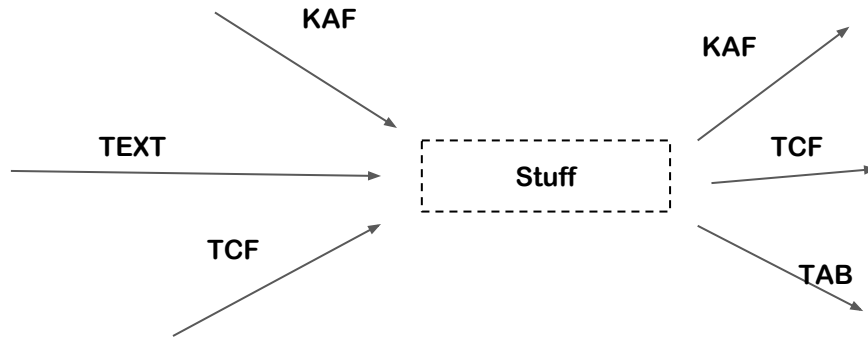 KAF
KAF
TEXT
TCF
Stuff
TCF
TAB